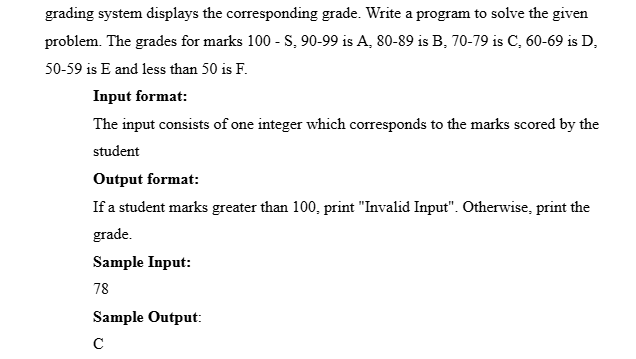 grading system displays the corresponding grade. Write a program to solve the given
problem. The grades for marks 100 - S, 90-99 is A, 80-89 is B, 70-79 is C, 60-69 is D,
50-59 is E and less than 50 is F.
Input format:
The input consists of one integer which corresponds to the marks scored by the
student
Output format:
If a student marks greater than 100, print "Invalid Input". Otherwise, print the
grade.
Sample Input:
78
Sample Output:
C